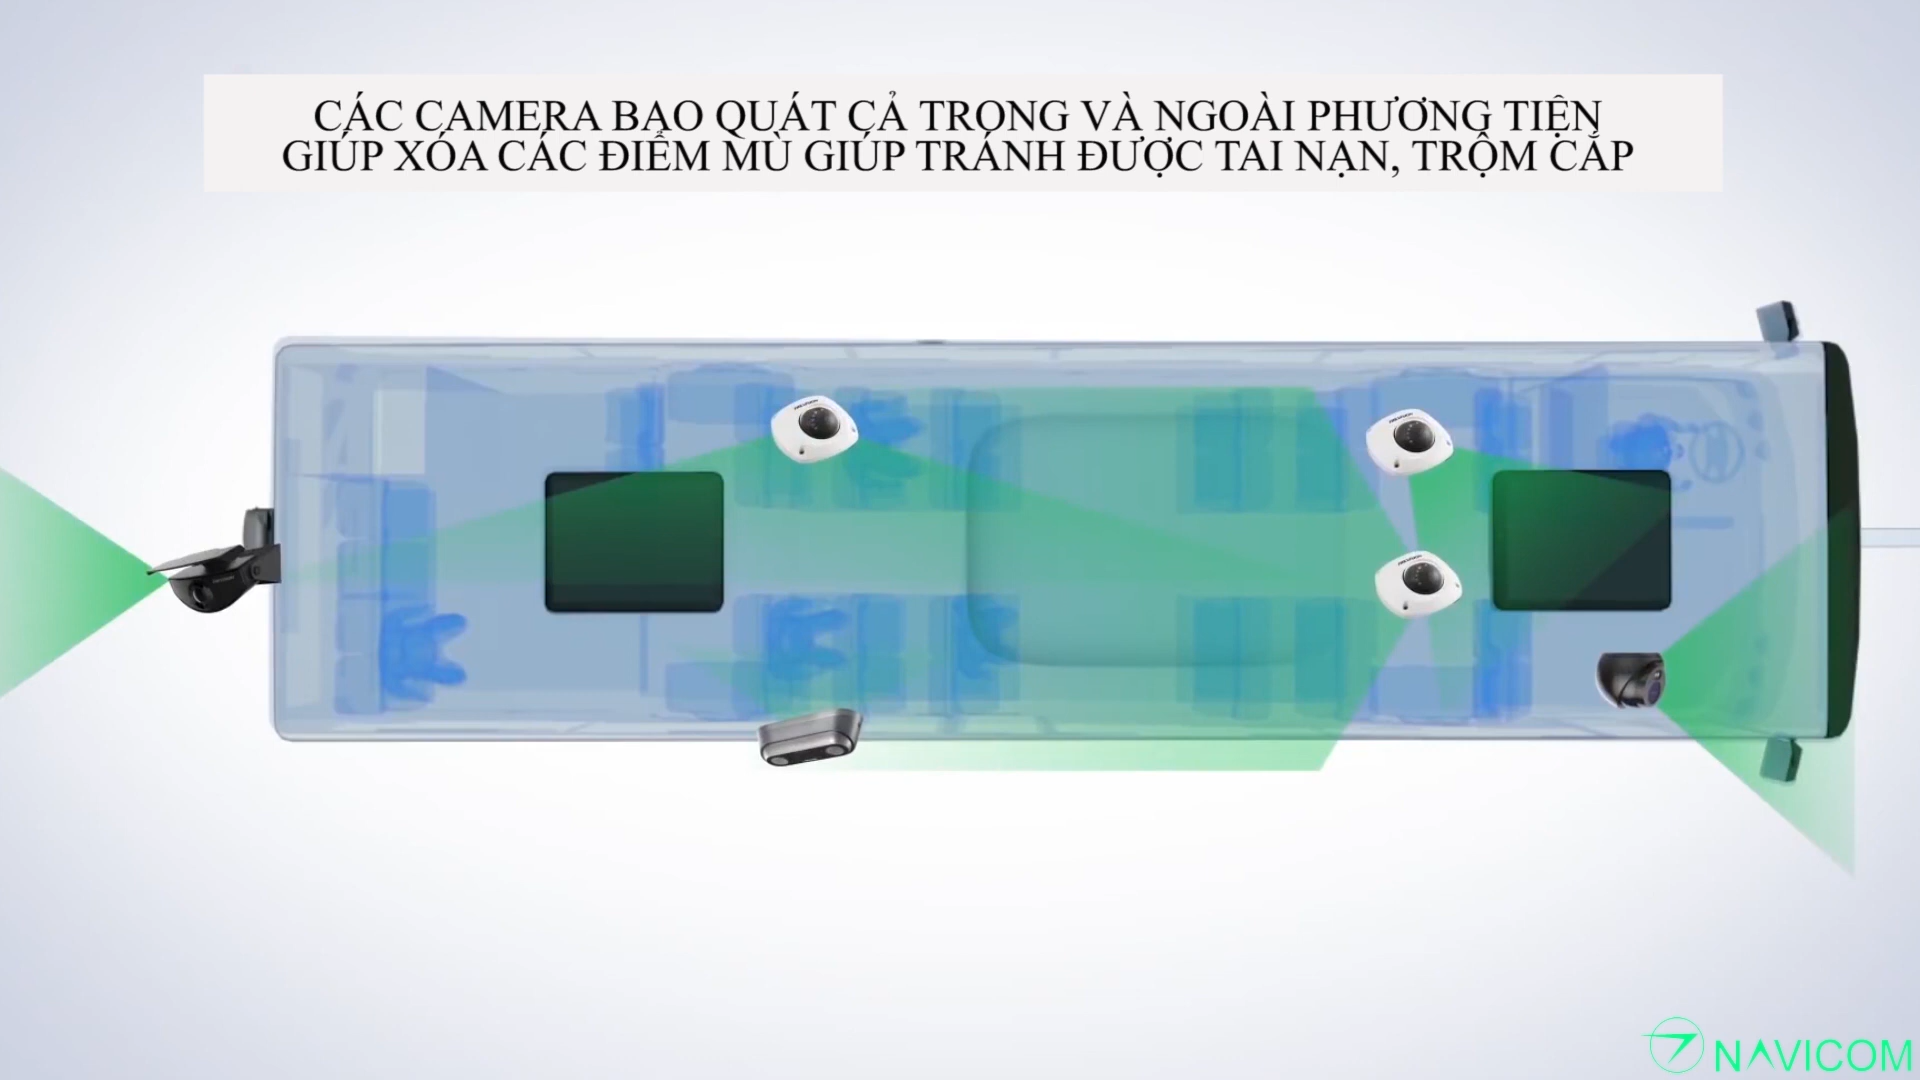 CÁC CAMERA BAO QUÁT CẢ TRONG VÀ NGOÀI PHƯƠNG TIỆN
GIÚP XÓA CÁC ĐIỂM MÙ GIÚP TRÁNH ĐƯỢC TAI NẠN, TRỘM CẮP
NAVICOM